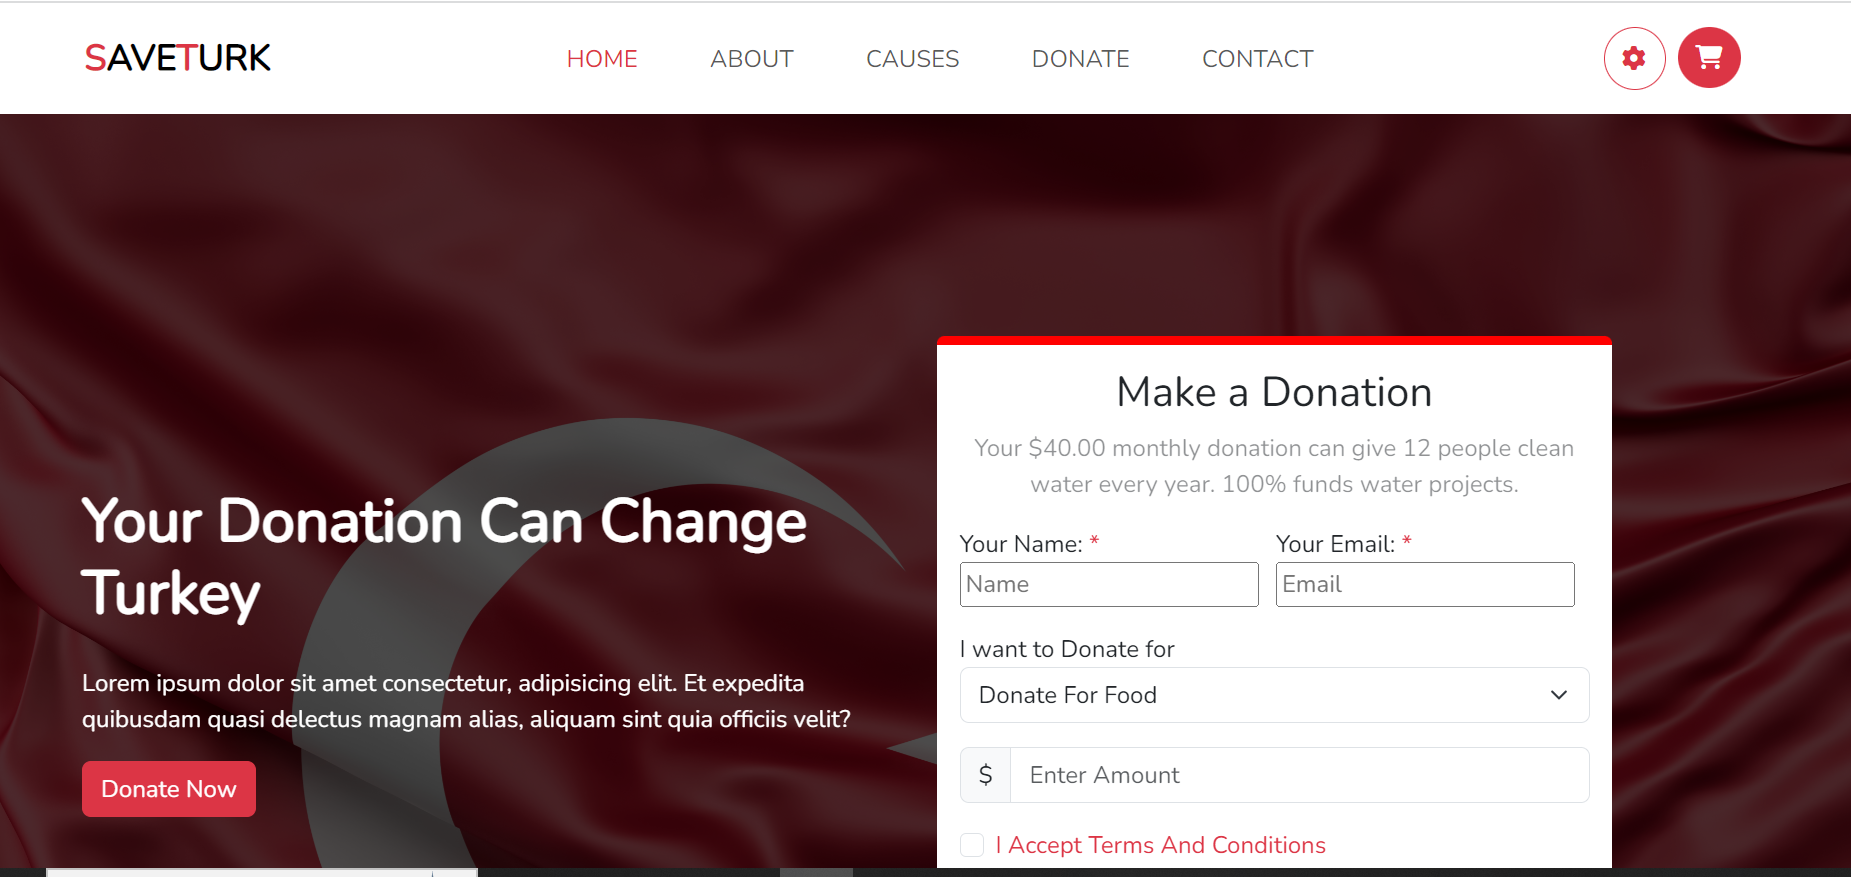 SAVETURK
HOME
ABOUT
CAUSES
DONATE
CONTACT
Your Donation Can Change
Turkey
Lorem ipsum dolor sit amet consectetur, adipisicing elit. Et expedita
quibusdam quasi delectus magnam alias, aliquam sint quia officiis velit?
Donate Now
Make a Donation
Your $40.00 monthly donation can give 12 people clean
water every year. 100% funds water projects.
Your Name: *
Your Email: *
Name
Email
I want to Donate for
Donate For Food
$
Enter Amount
I Accept Terms And Conditions